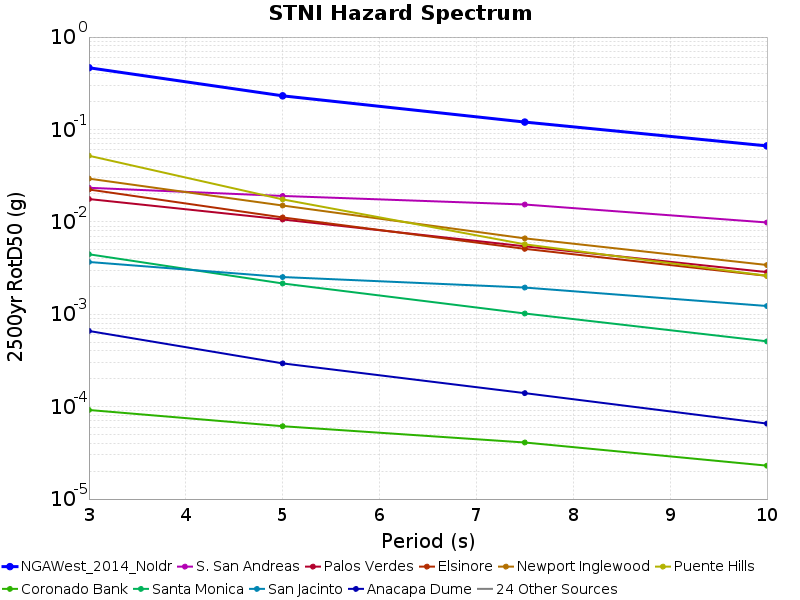 STNI Hazard Spectrum
10^0
10^-1
10^-2
10^-3
10^-4
10^-5
2500yr RotD50 (g)
3 4 5 6 7 8 9 10
Period (s)
NGAWest_2014_NoIdr S. San Andreas Palos Verdes Elsinore Newport Inglewood Puente Hills
Coronado Bank Santa Monica San Jacinto Anacapa Dume 24 Other Sources